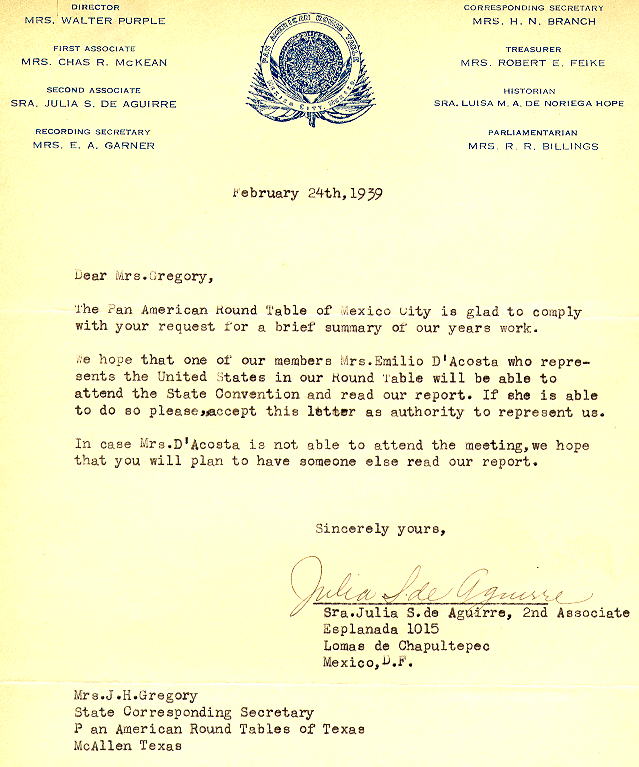 DIRECTOR
MRS. WALTER PURPLE
FIRST ASSOCIATE
MRS. CHAS R. McKEAN
SECOND ASSOCIATE
SRA. JULIA S. DE AGUIRRE
RECORDING SECRETARY
MRS. E. A. GARNER
PAN AMERICAN ROUND TABLE
MEXICO CITY, MEXICO
CORRESPONDING SECRETARY
MRS. H. N. BRANCH
TREASURER
MRS. ROBERT E. FEIKE
HISTORIAN
SRA. LUISA M. A. DE NORIEGA HOPE
PARLIAMENTARIAN
MRS. R. R. BILLINGS
February 24th,1939
Dear Mrs.Gregory,
The Pan American Round Table of Mexico City is glad to comply
with your request for a brief summary of our years work.
We hope that one of our members Mrs.Emilio D'Acosta who repre-
sents the United States in our Round Table will be able to
attend the State Convention and read our report. If she is able
to do so please,accept this letter as authority to represent us.
In case Mrs.D'Acosta is not able to attend the meeting,we hope
that you will plan to have someone else read our report.
Sincerely yours,
Julia S. de Aguirre
Sra.Julia S.de Aguirre, 2nd Associate
Esplanada 1015
Lomas de Chapultepec
Mexico,D.F.
Mrs.J.H.Gregory
State Corresponding Secretary
P an American Round Tables of Texas
McAllen Texas